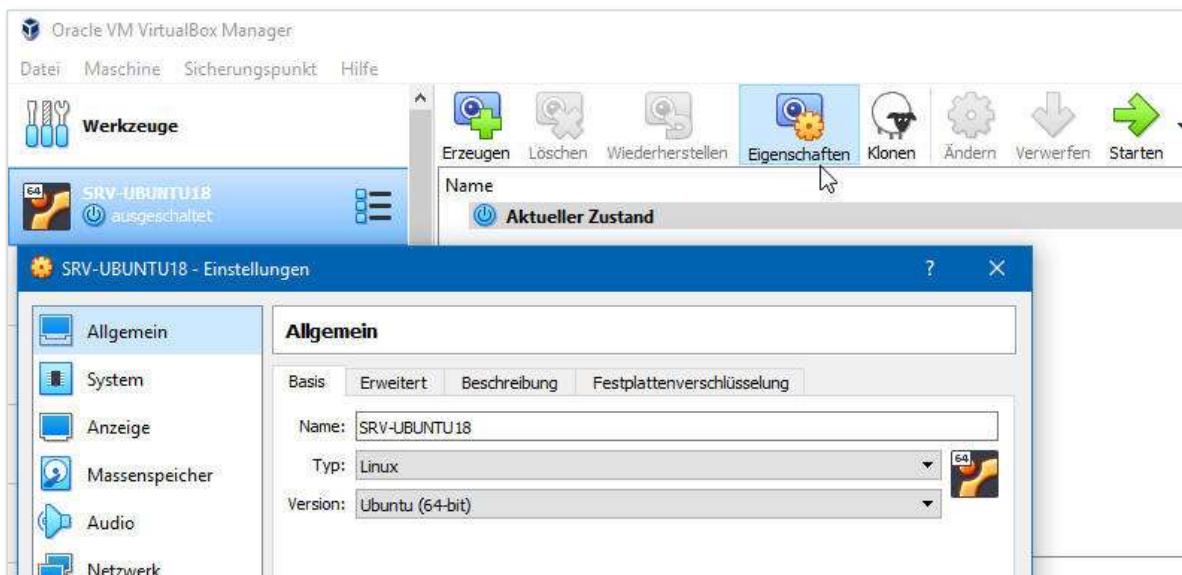 Oracle VM VirtualBox Manager
Datei Maschine Sicherungspunkt Hilfe
Werkzeuge
Erzeugen Löschen Wiederherstellen Eigenschaften Klonen Ändern Verwerfen Starten
64 SRV-UBUNTU18
ausgeschaltet
Name
Aktueller Zustand
SRV-UBUNTU18 - Einstellungen ?
Allgemein
System
Anzeige
Massenspeicher
Audio
Netzwerk
Allgemein
Basis Erweitert Beschreibung Festplattenverschlüsselung
Name: SRV-UBUNTU18
Typ: Linux
64
Version: Ubuntu (64-bit)